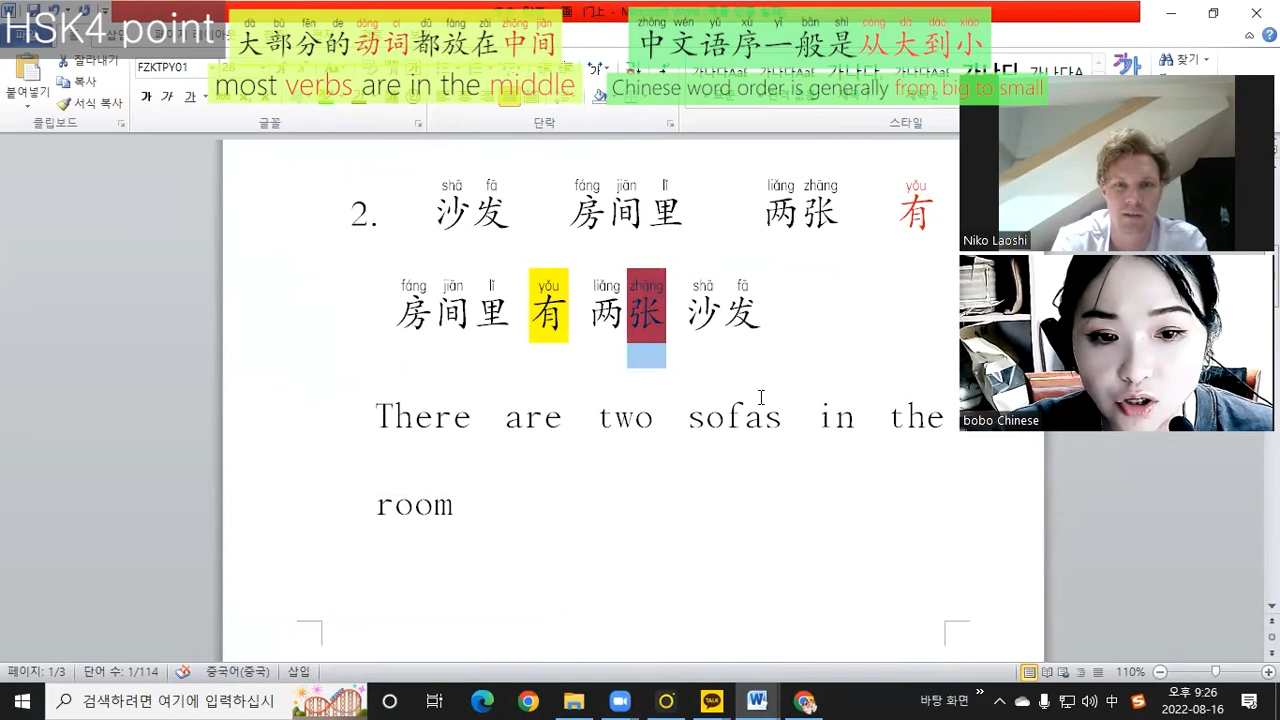 HSK4 point
dà bù fēn de dòng cí dū fàng zài zhōng jiān
大部分的动词都放在中间
most verbs are in the middle
zhōng wén yǔ xù yī bān shì cóng dà dào xiǎo
中文语序一般是从大到小
Chinese word order is generally from big to small
붙여넣기
잘라내기
복사
서식 복사
FZKTPY01
가
가
찾기
클립보드
글꼴
단락
스타일
shā fā fáng jiān lǐ liǎng zhāng yǒu
2. 沙发 房间里 两张 有
fáng jiān lǐ yǒu liǎng zhāng shā fā
房间里 有 两张 沙发
There are two sofas in the
room
Niko Laoshi
bobo Chinese
페이지: 1/3 단어 수: 1/114 중국어(중국) 삽입 110%
검색하려면 여기에 입력하십시
TALK
바탕 화면
中
오후 9:26
2022-08-16